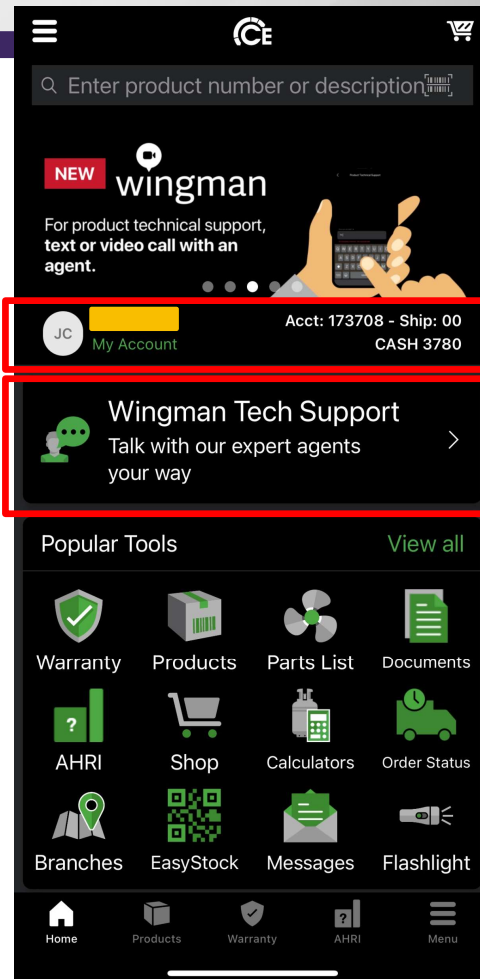 CE
Enter product number or description
NEW wingman
For product technical support,
text or video call with an
agent.
JC
My Account
Acct: 173708 - Ship: 00
CASH 3780
Wingman Tech Support
Talk with our expert agents
your way
Popular Tools View all
Warranty Products Parts List Documents
AHRI Shop Calculators Order Status
Branches EasyStock Messages Flashlight
Home Products Warranty AHRI Menu